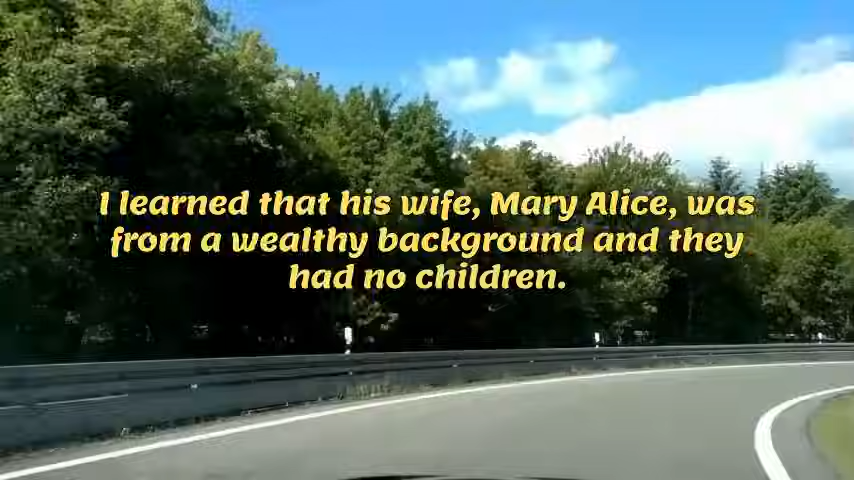 I learned that his wife, Mary Alice, was
from a wealthy background and they
had no children.